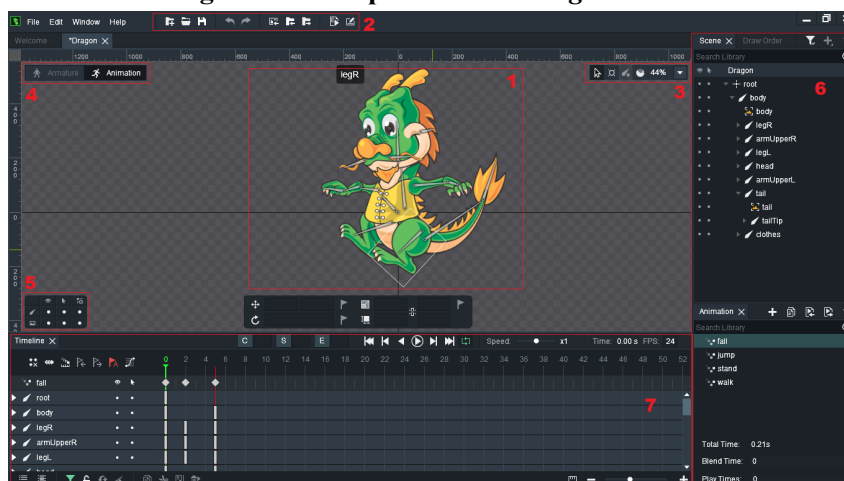 File Edit Window Help
2
Welcome
*Dragon
1200 1000 800 600 400 200 0 200 400 600 800 1000
Armature
Animation
4
legR
1
44%
3
400
200
0
200
4
5
Scene
Draw Order
Search Library
Dragon
root
6
body
body
legR
armUpperR
legL
head
armUpperL
tail
tail
tailTip
clothes
Animation
Search Library
fall
jump
stand
walk
Total Time: 0.21s
Blend Time: 0
Play Times: 0
Timeline
C S E
Speed: x1
Time: 0.00 s FPS: 24
0 2 4 6 8 10 12 14 16 18 20 22 24 26 28 30 32 34 36 38 40 42 44 46 48 50 52
fall
root
body
legR
7
armUpperR
legL